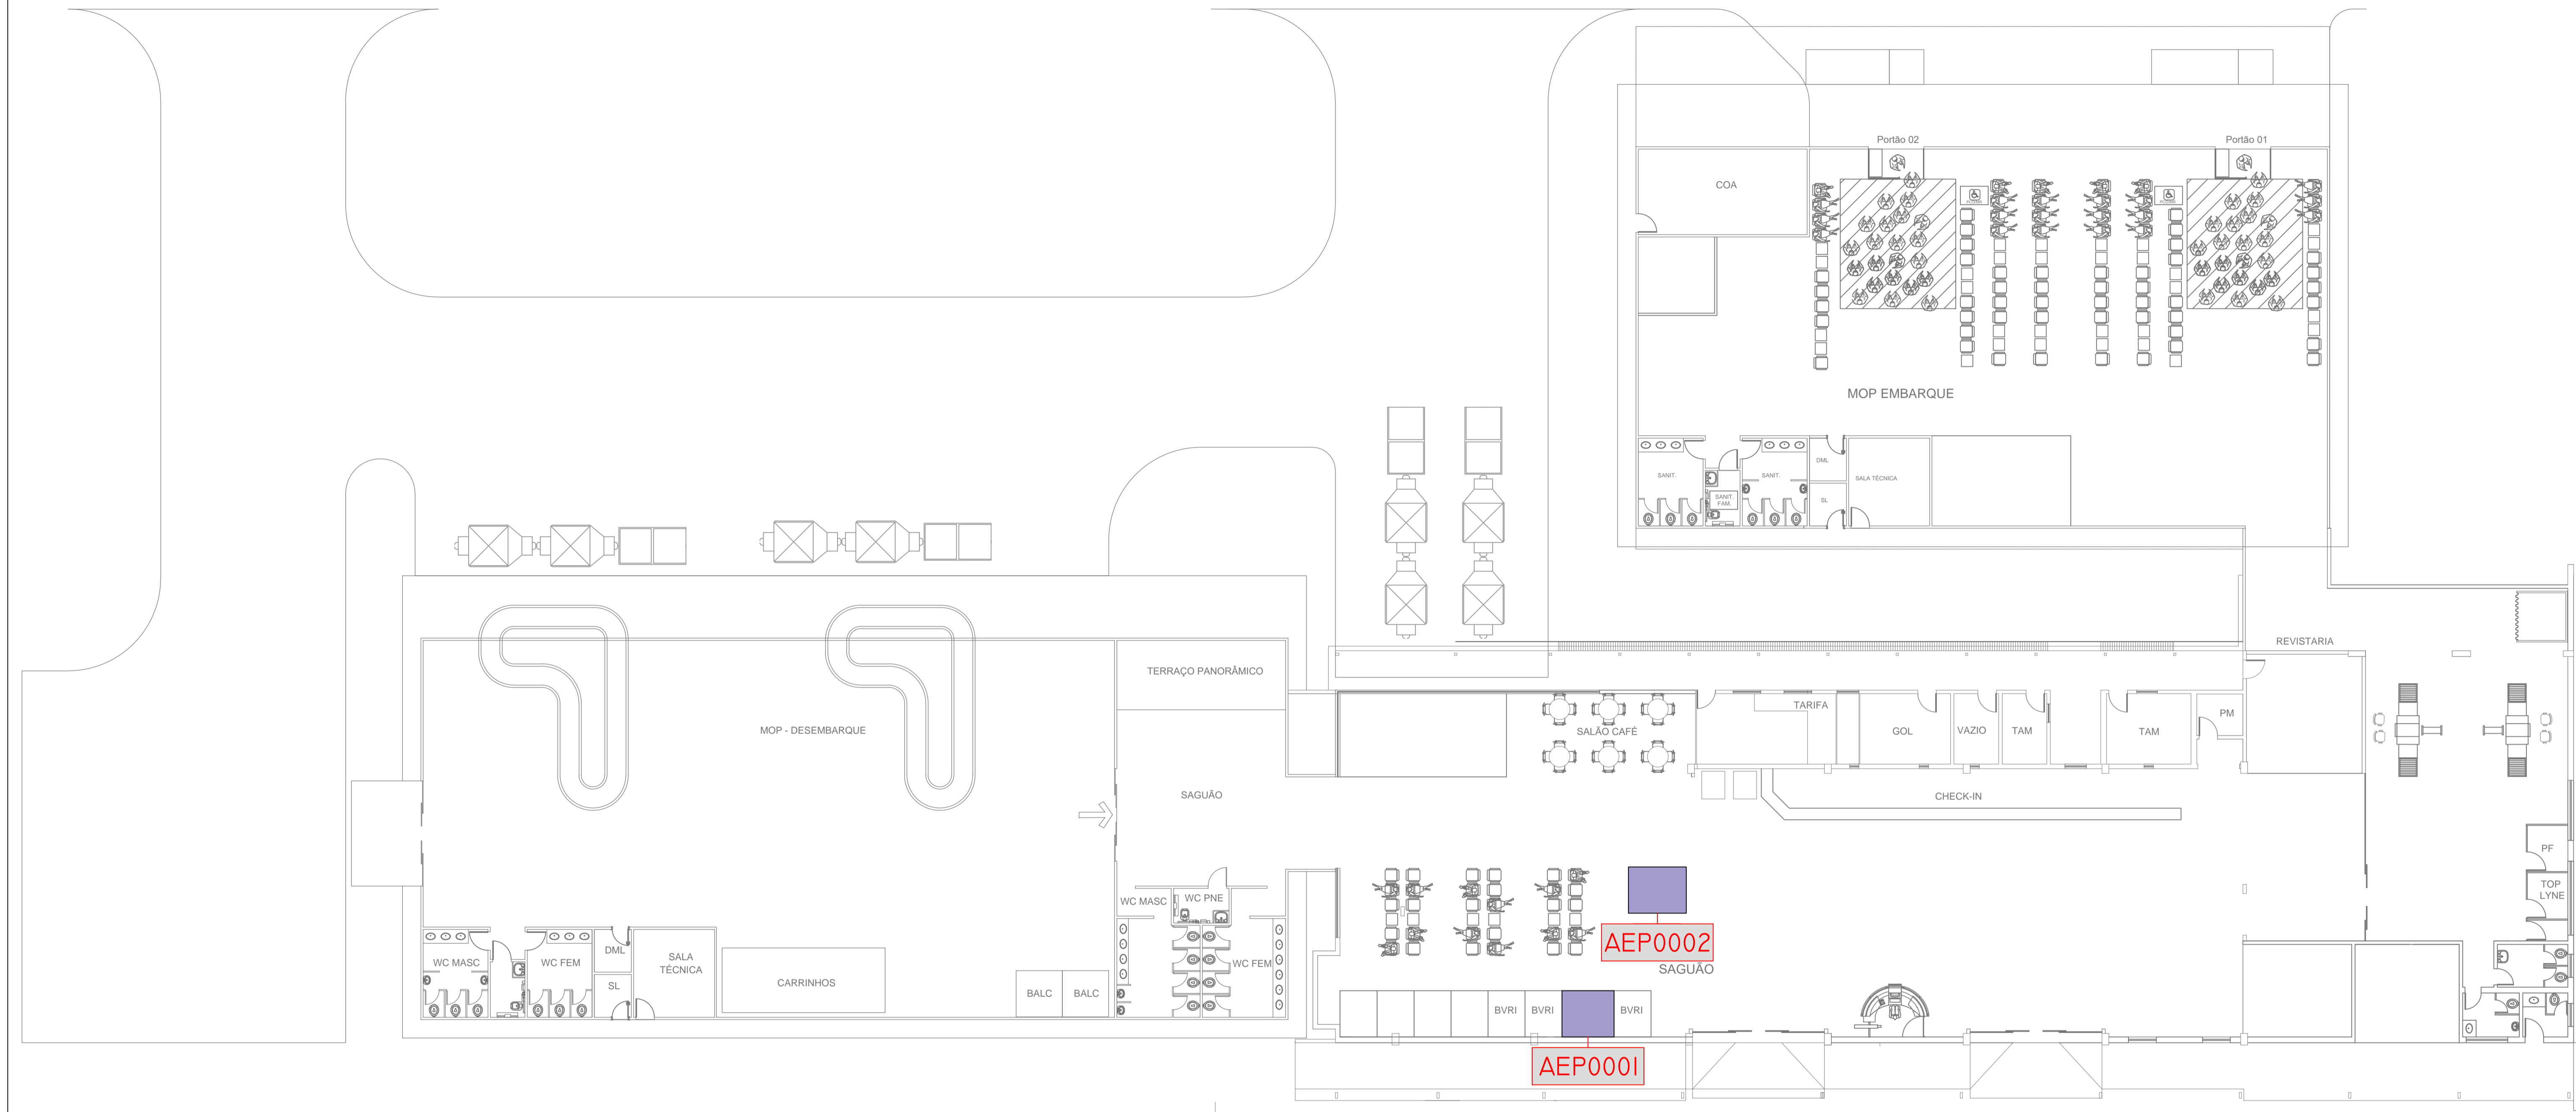 Portão 02
Portão 01
COA
MOP EMBARQUE
SANIT.
SANIT.
FAM.
SANIT.
DML
SL
SALA TÉCNICA
REVISTARIA
TERRAÇO PANORÂMICO
MOP - DESEMBARQUE
SALÃO CAFÉ
TARIFA
GOL
VAZIO
TAM
TAM
PM
SAGUÃO
CHECK-IN
PF
TOP
LYNE
WC MASC
WC PNE
WC FEM
AEP0002
SAGUÃO
WC MASC
WC FEM
DML
SL
SALA
TÉCNICA
CARRINHOS
BALC
BALC
BVRI
BVRI
BVRI
AEP0001